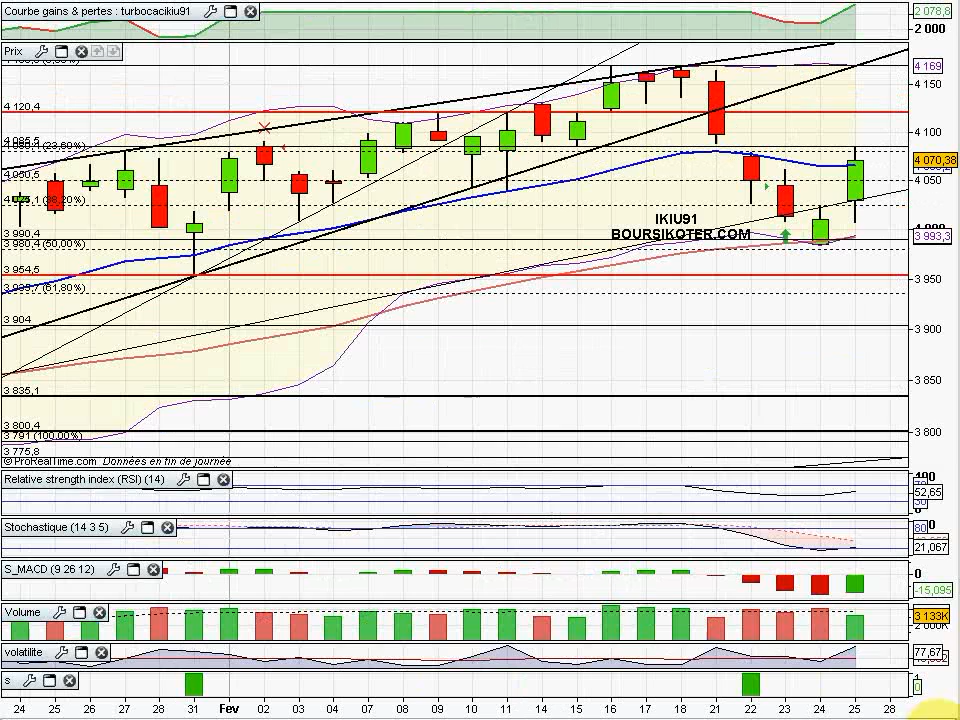 Courbe gains & pertes : turbocacikiu91
2 078,8
2 000
Prix
4 169
4 150
4 120,4
4 100
(23,60%)
4 070,38
4 050,5
4 050
(38,20%)
IKIU91
BOURSIKOTER.COM
3 990,4
3 993,3
3 980,4 (50,00%)
3 954,5
3 950
(61,80%)
3 904
3 900
3 850
3 835,1
3 800,4
3 800
3 791 (100,00%)
3 775,8
© ProRealTime.com Données en fin de journée
Relative strength index (RSI) (14)
100
52,65
30
Stochastique (14 3 5)
80
21,067
S_MACD (9 26 12)
0
-15,095
Volume
3 133K
volatilite
77,67
s
1
0
24 25 26 27 28 31 Fev 02 03 04 07 08 09 10 11 14 15 16 17 18 21 22 23 24 25 28